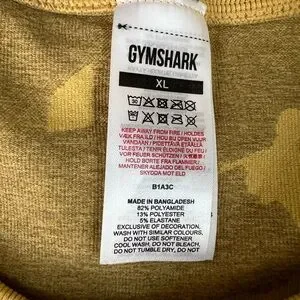 GYMSHARK
XL
KEEP AWAY FROM FIRE / HOLDES
VÆK FRA ILD / HOU BIJ OPEN VUUR
VANDAAN / PIDETTÄVÄ ETÄÄLLÄ
TULESTA / TENIR ÉLOIGNÉ DU FEU /
VOR FEUER SCHÜTZEN /
HOLD BORTE FRA FLAMMER /
MANTENER ALEJADO DEL FUEGO /
SKYDDA MOT ELD
B1A3C
MADE IN BANGLADESH
82% POLYAMIDE
13% POLYESTER
5% ELASTANE
EXCLUSIVE OF DECORATION.
WASH WITH SIMILAR COLOURS,
DO NOT USE SOFTENER
COOL WASH, DO NOT BLEACH,
DO NOT TUMBLE DRY, DO NOT